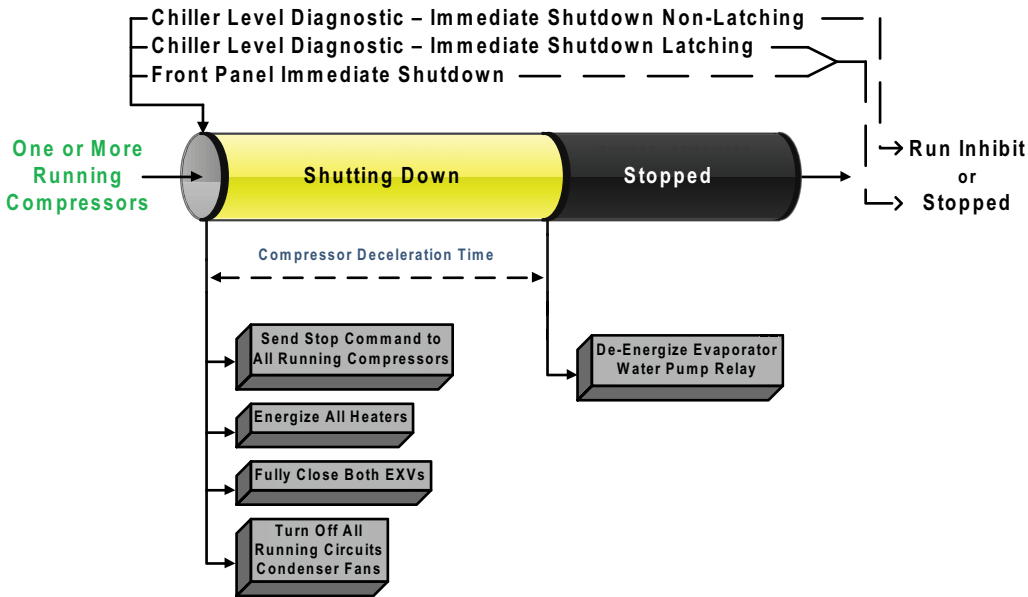 Chiller Level Diagnostic – Immediate Shutdown Non-Latching
Chiller Level Diagnostic – Immediate Shutdown Latching
Front Panel Immediate Shutdown
One or More
Running
Compressors
Shutting Down
Stopped
Run Inhibit
or
Stopped
Compressor Deceleration Time
Send Stop Command to
All Running Compressors
Energize All Heaters
Fully Close Both EXVs
Turn Off All
Running Circuits
Condenser Fans
De-Energize Evaporator
Water Pump Relay